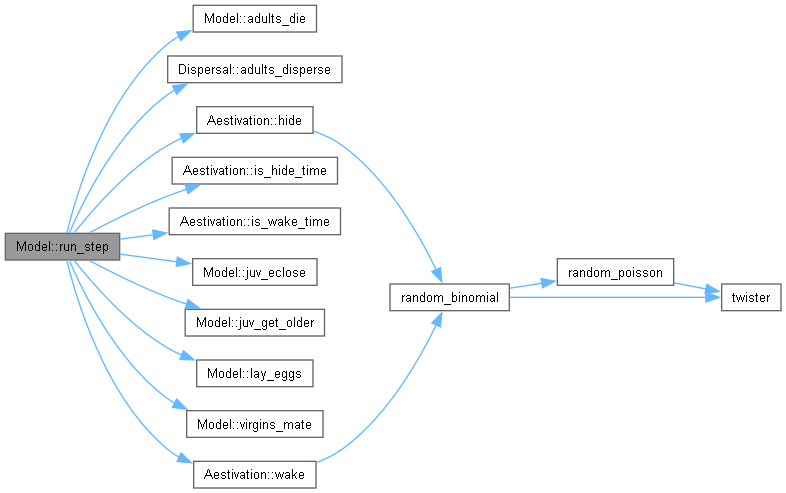 Model::adults_die
Dispersal::adults_disperse
Aestivation::hide
Aestivation::is_hide_time
Aestivation::is_wake_time
Model::run_step
Model::juv_eclose
random_poisson
random_binomial
twister
Model::juv_get_older
Model::lay_eggs
Model::virgins_mate
Aestivation::wake